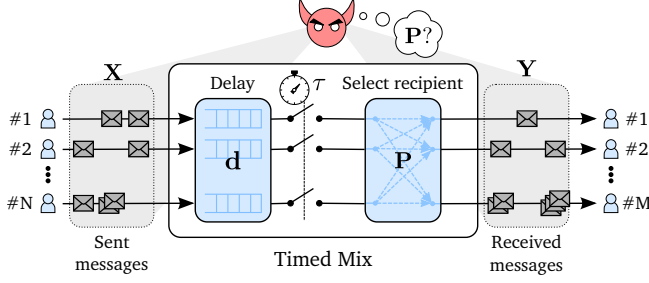 P?
X
Y
Delay
τ
Select recipient
#1
#1
#2
d
P
#2
#N
#M
Sent
messages
Timed Mix
Received
messages